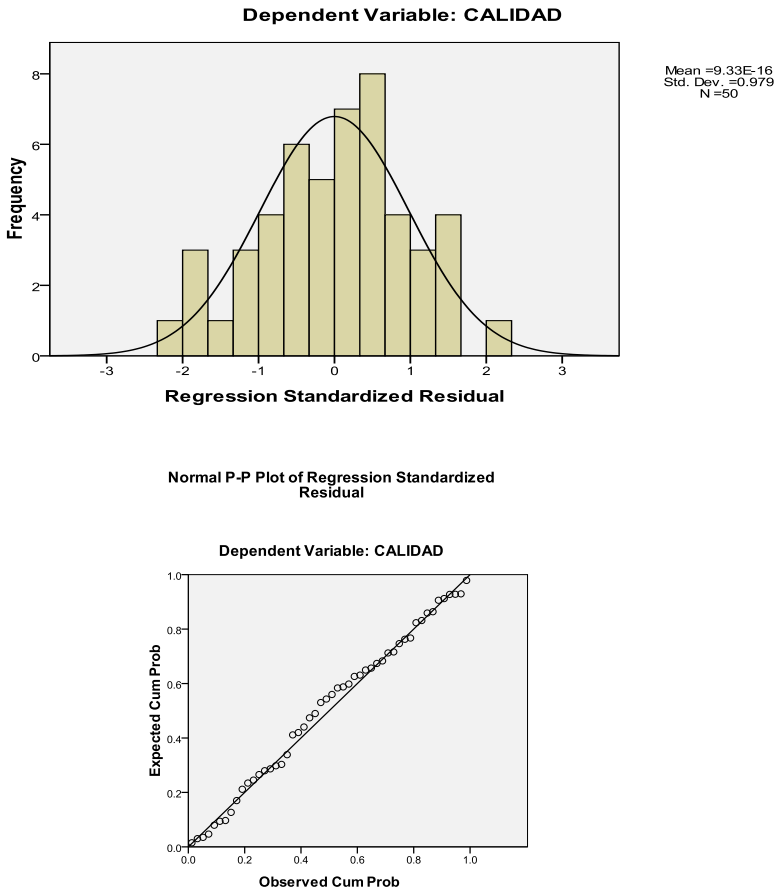 Dependent Variable: CALIDAD
Mean =9.33E-16
Std. Dev. =0.979
N =50
8
6
4
2
0
Frequency
-3 -2 -1 0 1 2 3
Regression Standardized Residual
Normal P-P Plot of Regression Standardized
Residual
Dependent Variable: CALIDAD
1.0
0.8
0.6
0.4
0.2
0.0
Expected Cum Prob
0.0 0.2 0.4 0.6 0.8 1.0
Observed Cum Prob